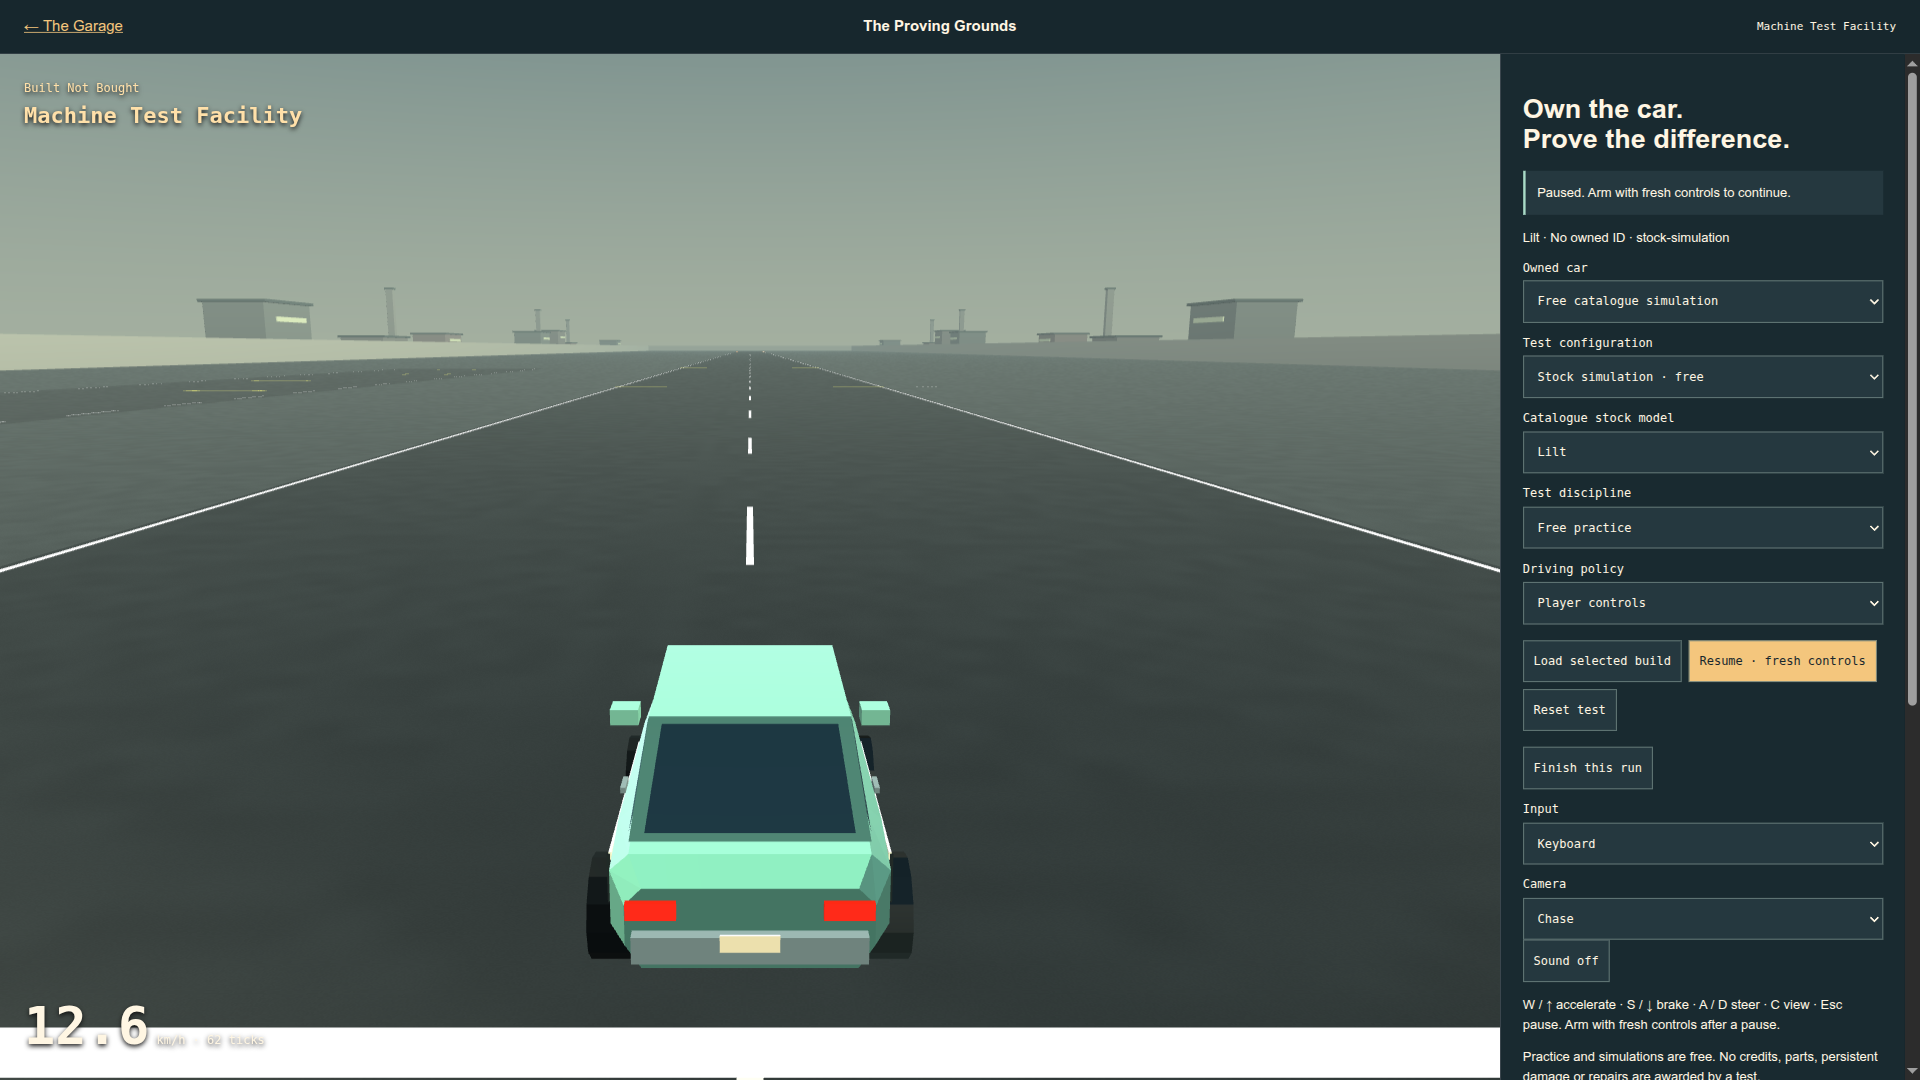 ← The Garage
The Proving Grounds
Machine Test Facility
Built Not Bought
Machine Test Facility
Own the car.
Prove the difference.
Paused. Arm with fresh controls to continue.
Lilt · No owned ID · stock-simulation
Owned car
Free catalogue simulation
Test configuration
Stock simulation · free
Catalogue stock model
Lilt
Test discipline
Free practice
Driving policy
Player controls
Load selected build
Resume · fresh controls
Reset test
Finish this run
Input
Keyboard
Camera
Chase
Sound off
W / ↑ accelerate · S / ↓ brake · A / D steer · C view · Esc
pause. Arm with fresh controls after a pause.
Practice and simulations are free. No credits, parts, persistent
damage or repairs are awarded by a test.
12.6 km/h · 62 ticks